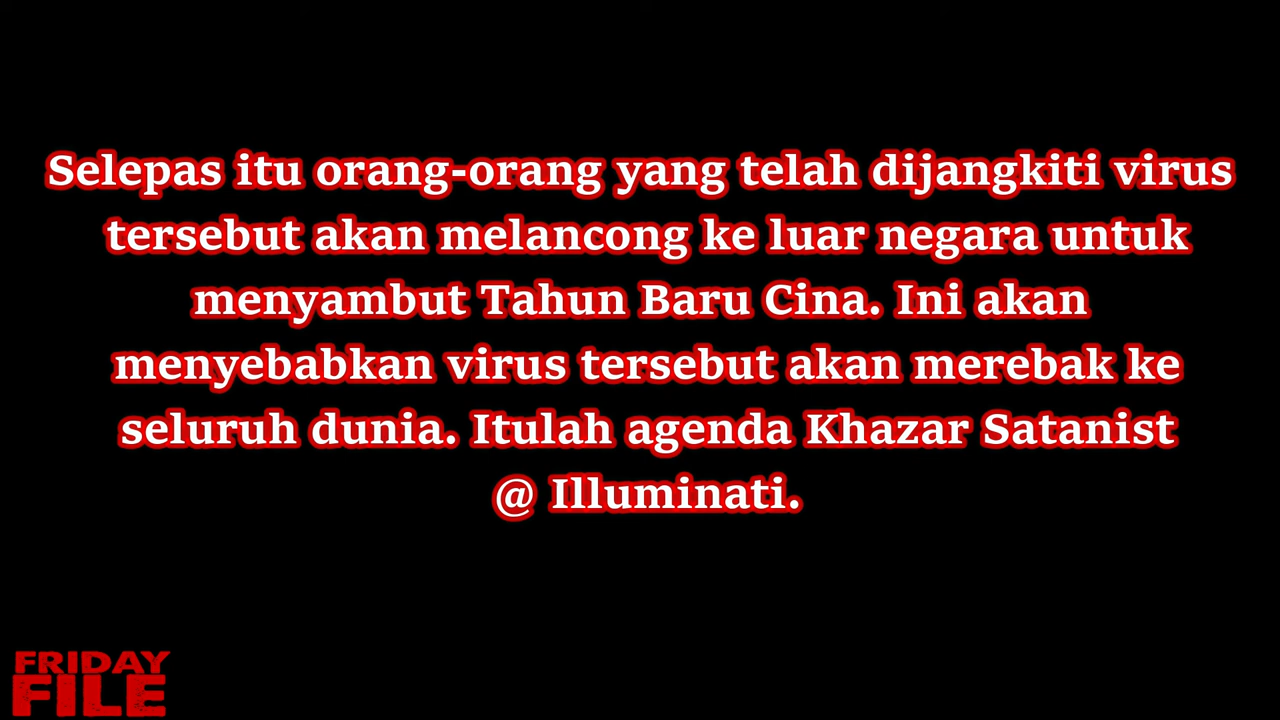 Selepas itu orang-orang yang telah dijangkiti virus
tersebut akan melancong ke luar negara untuk
menyambut Tahun Baru Cina. Ini akan
menyebabkan virus tersebut akan merebak ke
seluruh dunia. Itulah agenda Khazar Satanist
@ Illuminati.
FRIDAY
FILE